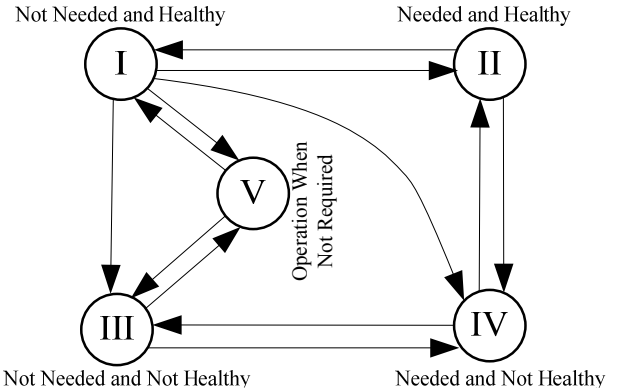 Not Needed and Healthy
Needed and Healthy
I
II
V
Operation When
Not Required
III
IV
Not Needed and Not Healthy
Needed and Not Healthy